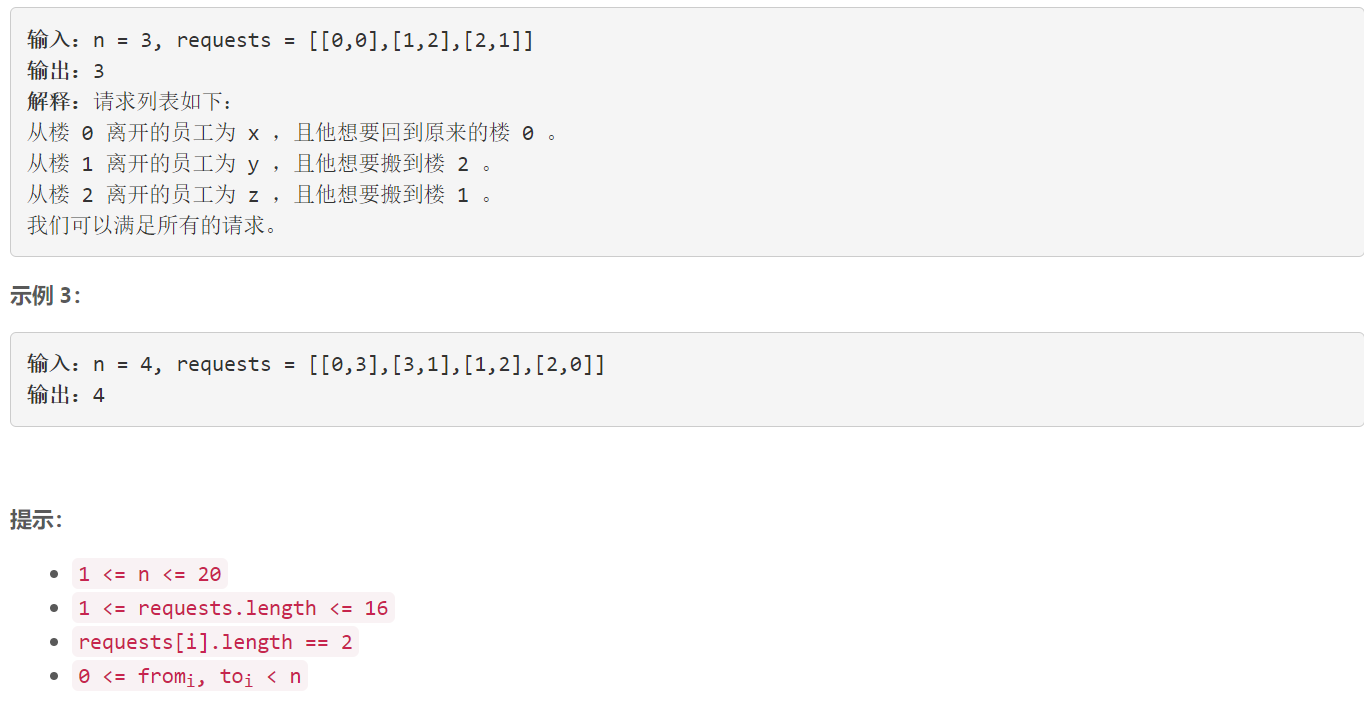 输入：n = 3, requests = [[0,0],[1,2],[2,1]]
输出：3
解释：请求列表如下：
从楼 0 离开的员工为 x ，且他想要回到原来的楼 0 。
从楼 1 离开的员工为 y ，且他想要搬到楼 2 。
从楼 2 离开的员工为 z ，且他想要搬到楼 1 。
我们可以满足所有的请求。
示例 3：
输入：n = 4, requests = [[0,3],[3,1],[1,2],[2,0]]
输出：4
提示：
1 <= n <= 20
1 <= requests.length <= 16
requests[i].length == 2
0 <= fromi, toi < n